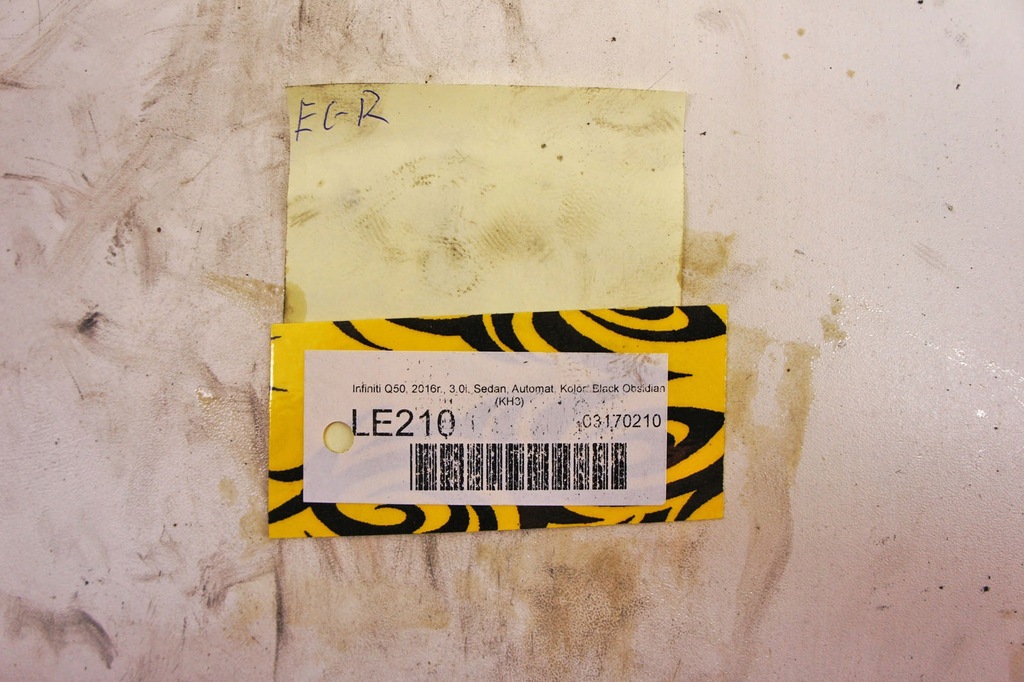 EGR
Infiniti Q50, 2016r., 3,0i, Sedan, Automat, Kolor: Black Obsidian
(KH3)
LE210
03170210